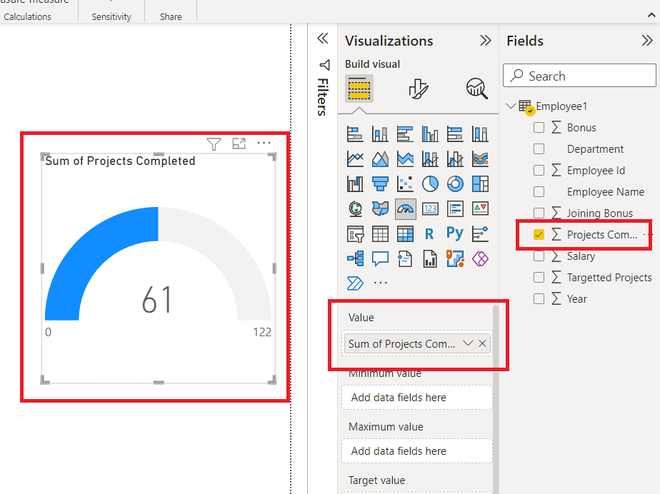 Calculations
Sensitivity
Share
Sum of Projects Completed
61
0
122
Filters
Visualizations
Build visual
123
R
Py
Value
Sum of Projects Com...
Minimum value
Add data fields here
Maximum value
Add data fields here
Target value
Fields
Search
Employee1
Bonus
Department
Employee Id
Employee Name
Joining Bonus
Projects Com...
Salary
Targetted Projects
Year